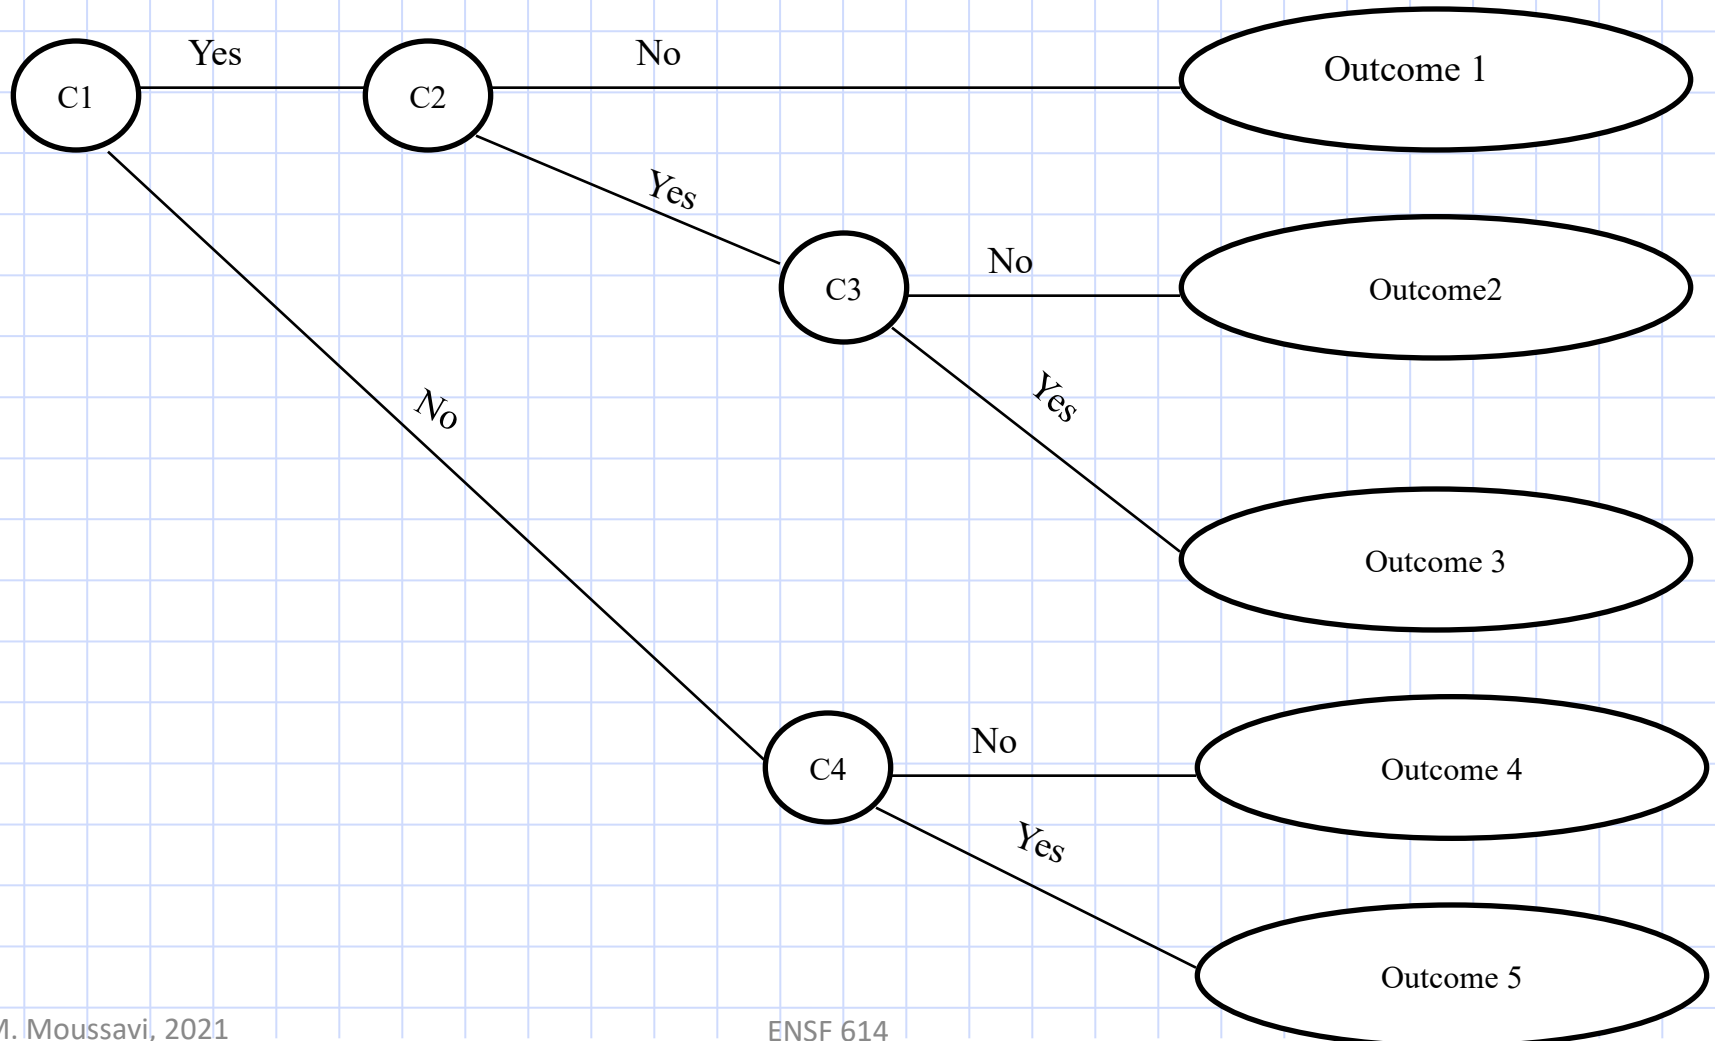 Yes
No
Outcome 1
C1
C2
Yes
No
C3
Outcome2
Yes
No
Outcome 3
No
C4
Outcome 4
Yes
Outcome 5
M. Moussavi, 2021
ENSF 614